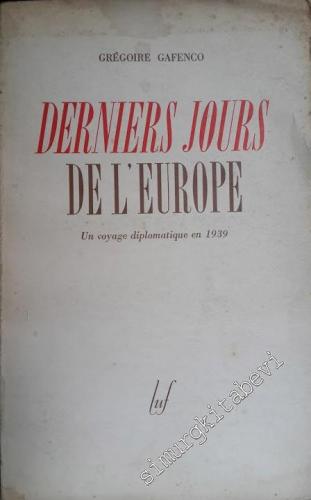 GRÉGOIRE GAFENCO
DERNIERS JOURS
DE L'EUROPE
Un voyage diplomatique en 1939
luf
simurgkitabevi